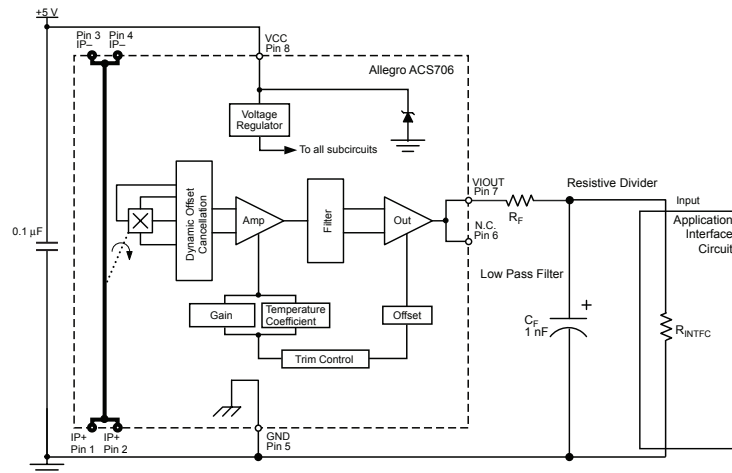 +5 V
Pin 3 Pin 4
IP– IP–
VCC
Pin 8
Allegro ACS706
Voltage
Regulator
To all subcircuits
0.1 µF
Dynamic Offset
Cancellation
Amp
Filter
Out
VIOUT
Pin 7
N.C.
Pin 6
RF
Resistive Divider
Input
Application
Interface
Circuit
Low Pass Filter
CF
1 nF
+
RINTFC
Gain
Temperature
Coefficient
Offset
Trim Control
IP+ IP+
Pin 1 Pin 2
GND
Pin 5